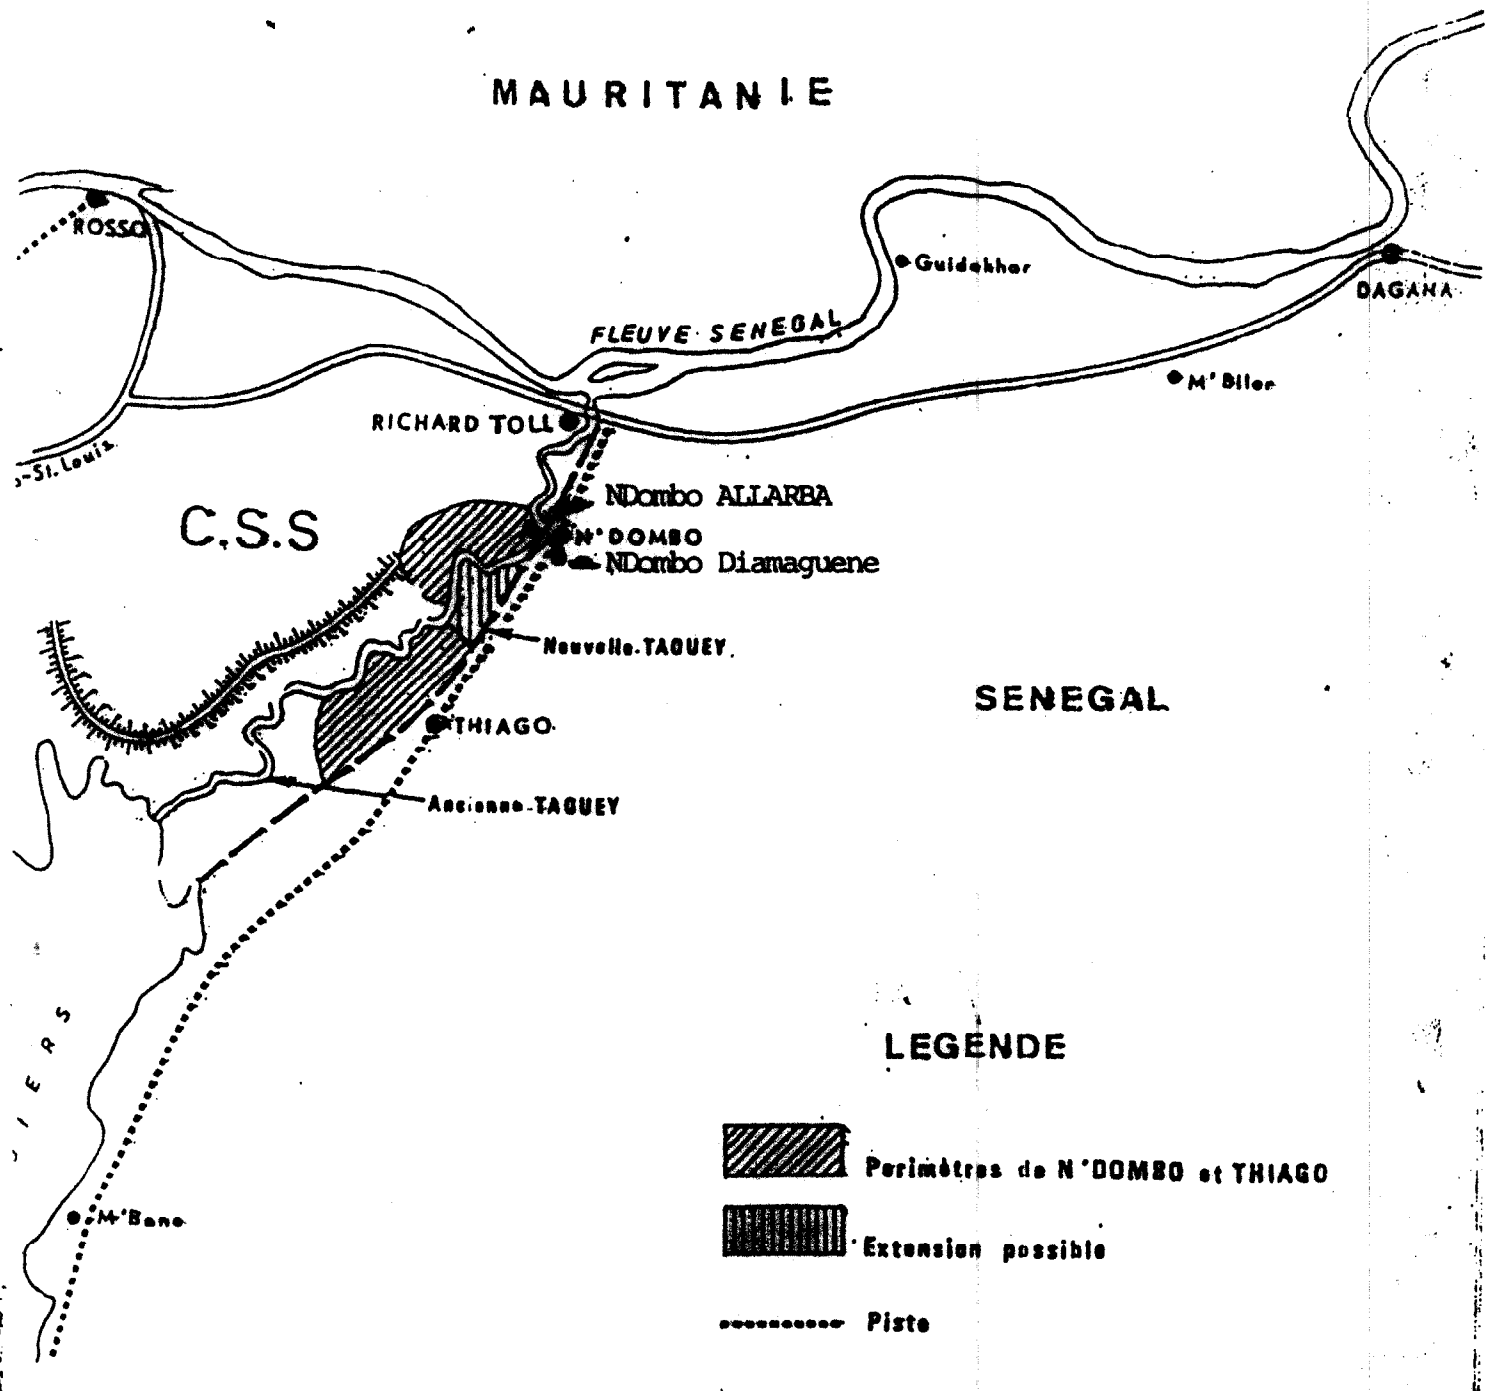 MAURITANIE
ROSSO
Guidakhar
DAGANA
FLEUVE SENEGAL
M'Bilor
RICHARD TOLL
-St. Louis
NDombo ALLARBA
C.S.S
N'DOMBO
NDombo Diamaguene
Nouvelle-TAOUEY
SENEGAL
THIAGO
Ancienne-TAOUEY
IERS
LEGENDE
Perimètres de N'DOMBO et THIAGO
M'Bane
Extension possible
Piste